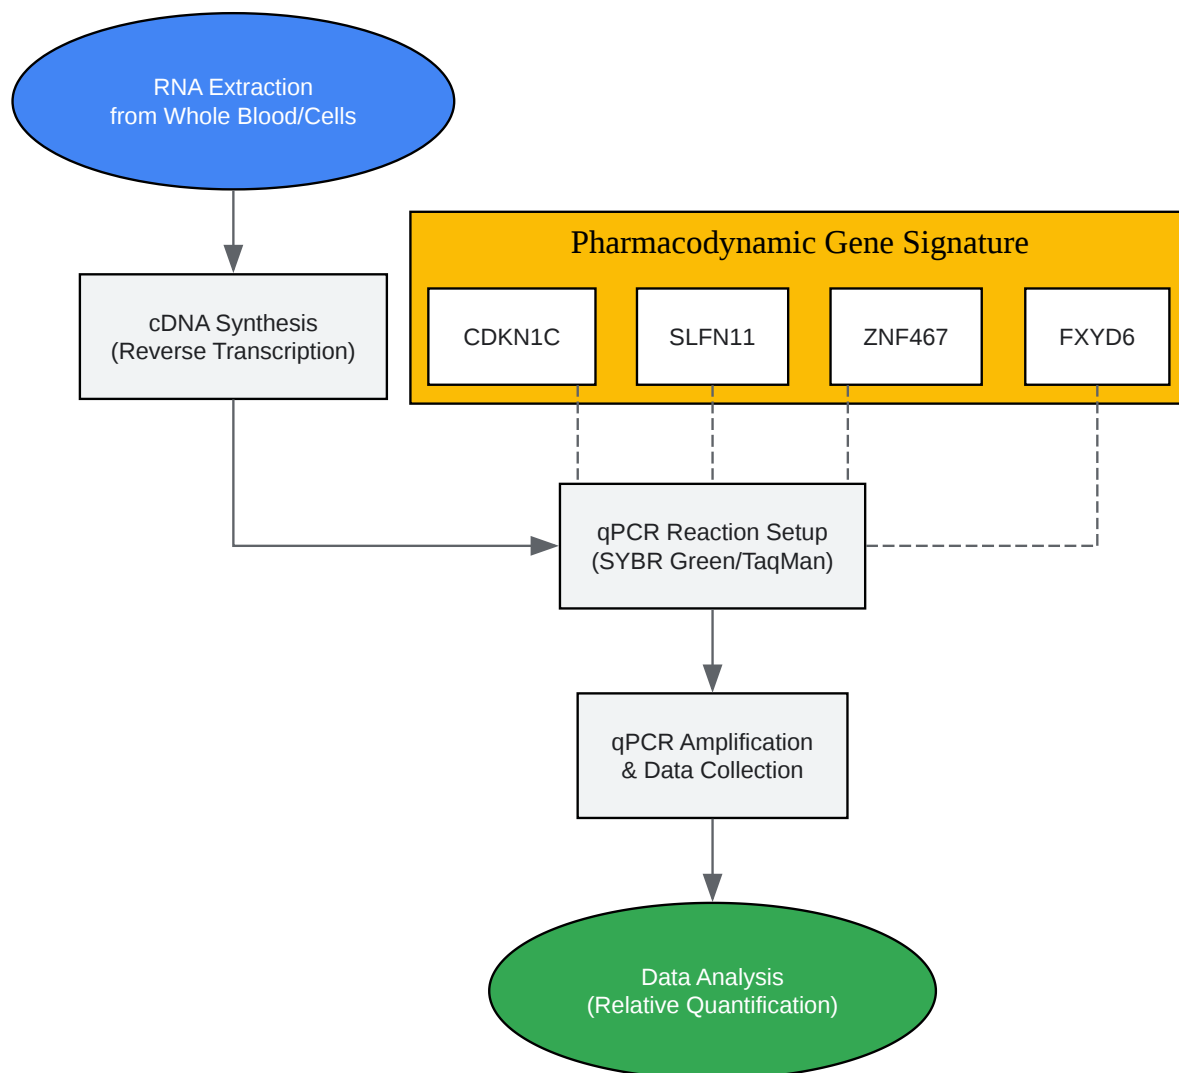 RNA Extraction
from Whole Blood/Cells
Pharmacodynamic Gene Signature
cDNA Synthesis
(Reverse Transcription)
CDKN1C
SLFN11
ZNF467
FXYD6
qPCR Reaction Setup
(SYBR Green/TaqMan)
qPCR Amplification
& Data Collection
Data Analysis
(Relative Quantification)